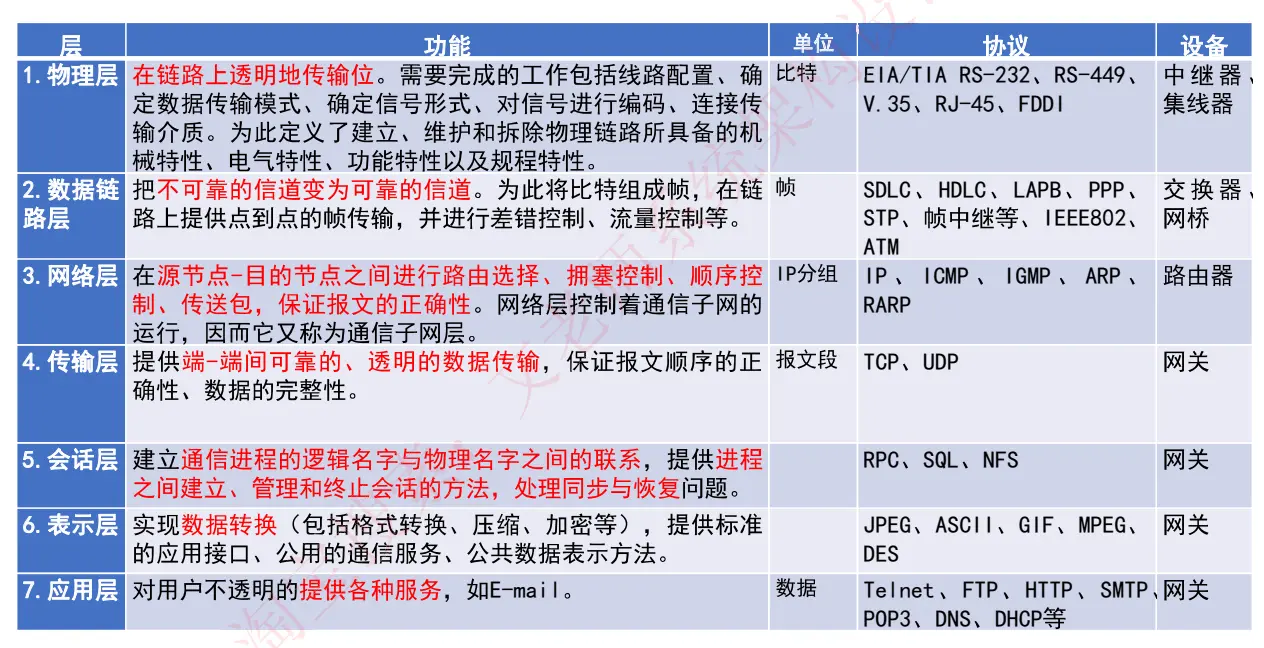 层 功能 单位 协议 设备
1.物理层 在链路上透明地传输位。需要完成的工作包括线路配置、确 比特 EIA/TIA RS-232、RS-449、 中继器、
定数据传输模式、确定信号形式、对信号进行编码、连接传 V.35、RJ-45、FDDI 集线器
输介质。为此定义了建立、维护和拆除物理链路所具备的机
械特性、电气特性、功能特性以及规程特性。
2.数据链 把不可靠的信道变为可靠的信道。为此将比特组成帧，在链 帧 SDLC、HDLC、LAPB、PPP、 交换器、
路层 路上提供点到点的帧传输，并进行差错控制、流量控制等。 STP、帧中继等、IEEE802、 网桥
ATM
3.网络层 在源节点-目的节点之间进行路由选择、拥塞控制、顺序控 IP分组 IP、ICMP、IGMP、ARP、 路由器
制、传送包，保证报文的正确性。网络层控制着通信子网的 RARP
运行，因而它又称为通信子网层。
4.传输层 提供端-端间可靠的、透明的数据传输，保证报文顺序的正 报文段 TCP、UDP 网关
确性、数据的完整性。
5.会话层 建立通信进程的逻辑名字与物理名字之间的联系，提供进程 RPC、SQL、NFS 网关
之间建立、管理和终止会话的方法，处理同步与恢复问题。
6.表示层 实现数据转换（包括格式转换、压缩、加密等），提供标准 JPEG、ASCII、GIF、MPEG、 网关
的应用接口、公用的通信服务、公共数据表示方法。 DES
7.应用层 对用户不透明的提供各种服务，如E-mail。 数据 Telnet、FTP、HTTP、SMTP、 网关
POP3、DNS、DHCP等